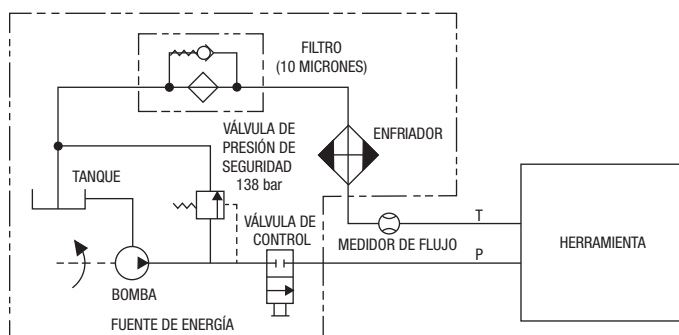 FILTRO
(10 MICRONES)
VÁLVULA DE
PRESIÓN DE
SEGURIDAD
138 bar
ENFRIADOR
TANQUE
VÁLVULA DE
CONTROL
T
MEDIDOR DE FLUJO
HERRAMIENTA
P
BOMBA
FUENTE DE ENERGÍA